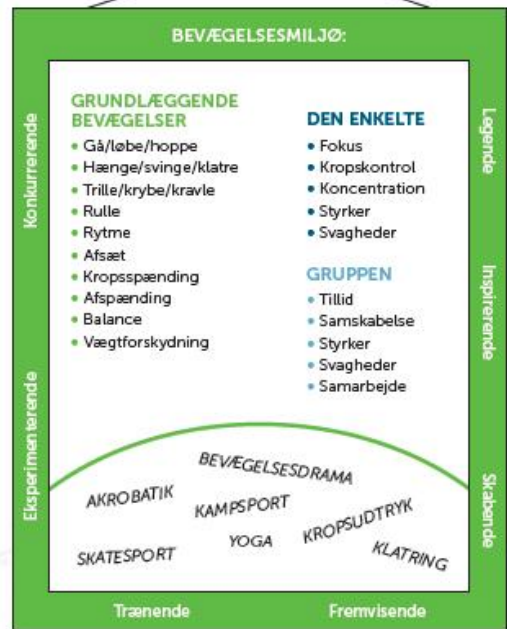 BEVÆGELSESMILJØ:
Konkurrerende
Eksperimenterende
GRUNDLÆGGENDE
BEVÆGELSER
• Gå/løbe/hoppe
• Hænge/svinge/klatre
• Trille/krybe/kravle
• Rulle
• Rytme
• Afsæt
• Kropsspænding
• Afspænding
• Balance
• Vægtforskydning
DEN ENKELTE
• Fokus
• Kropskontrol
• Koncentration
• Styrker
• Svagheder
GRUPPEN
• Tillid
• Samskabelse
• Styrker
• Svagheder
• Samarbejde
Legende
Inspirerende
Skabende
BEVÆGELSESDRAMA
AKROBATIK
KAMPSPORT
KROPSUDTRYK
SKATESPORT
YOGA
KLATRING
Trænende
Fremvisende